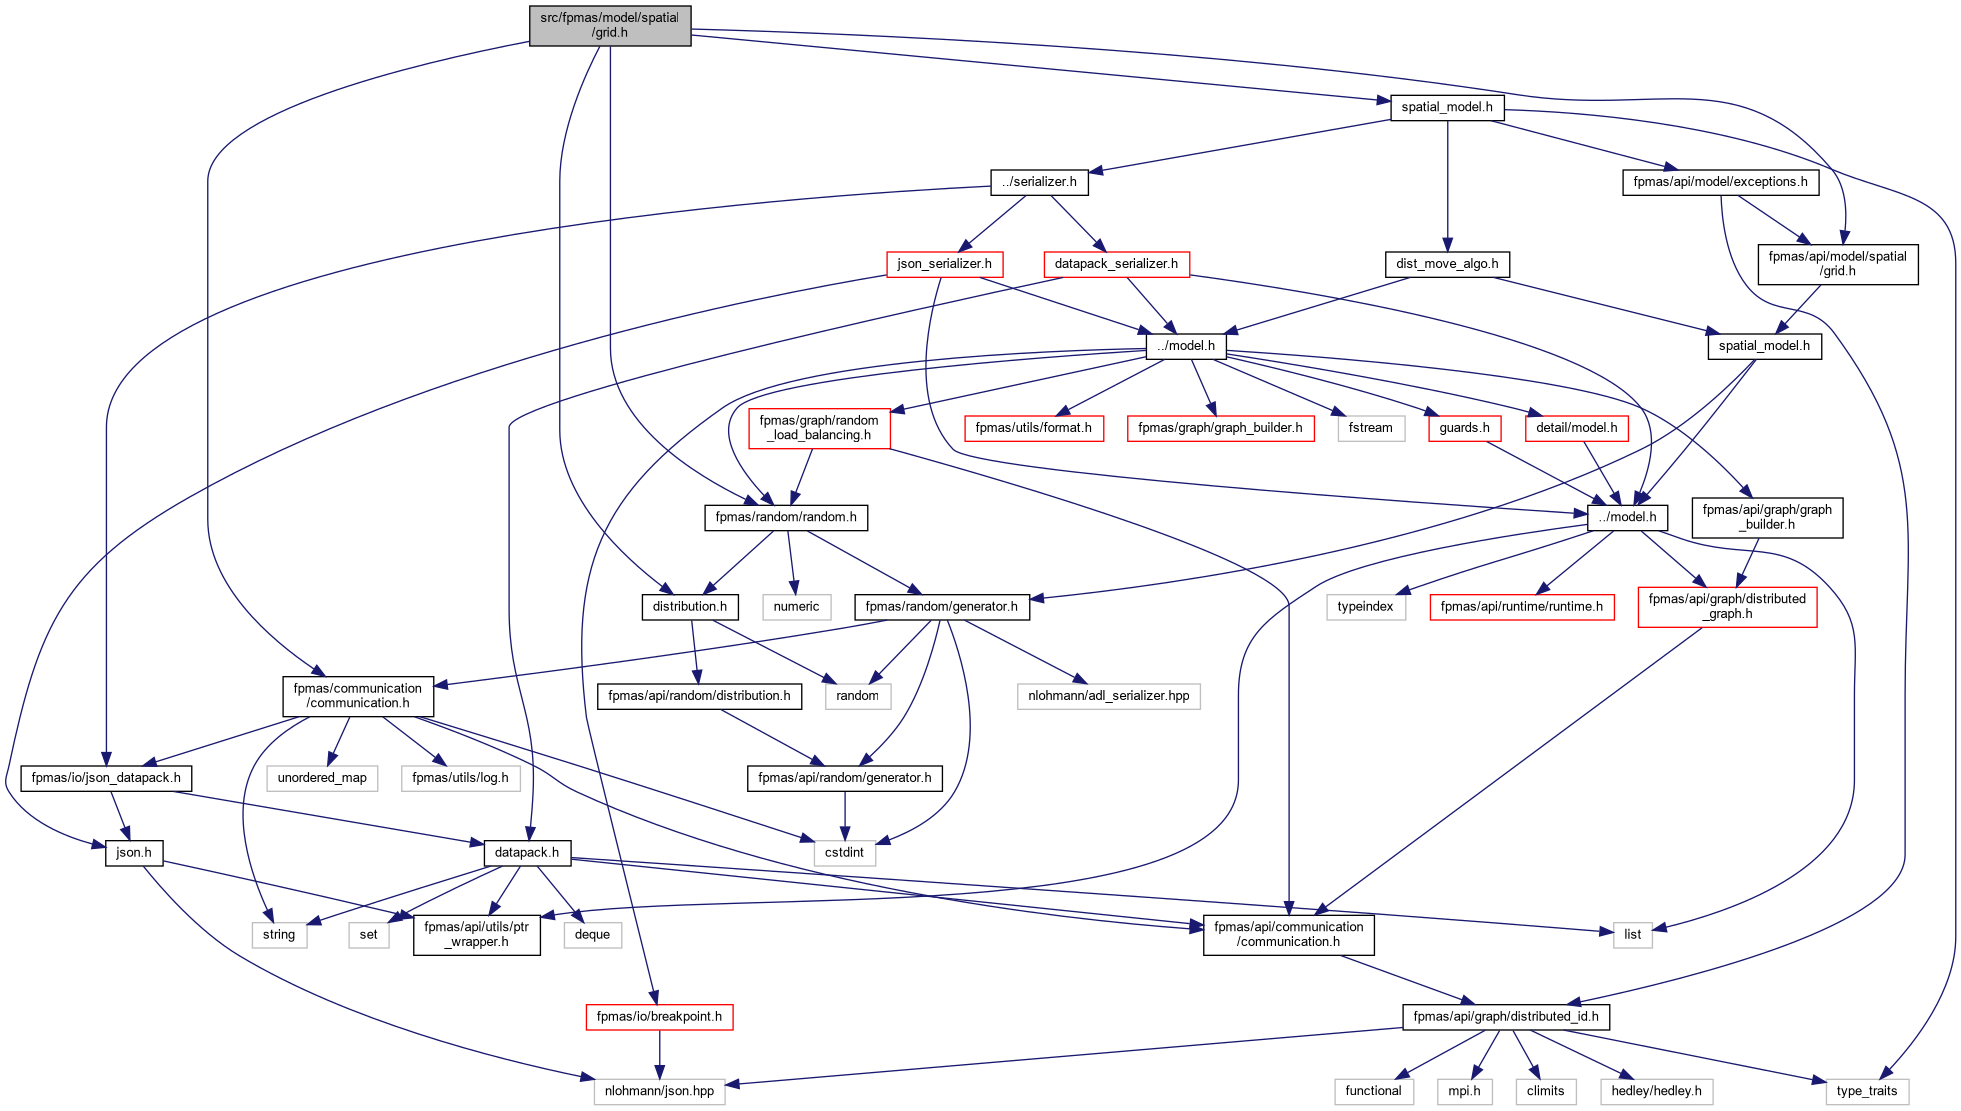 src/fpmas/model/spatial
/grid.h
spatial_model.h
../serializer.h
fpmas/api/model/exceptions.h
json_serializer.h
datapack_serializer.h
dist_move_algo.h
fpmas/api/model/spatial
/grid.h
../model.h
spatial_model.h
fpmas/graph/random
_load_balancing.h
fpmas/utils/format.h
fpmas/graph/graph_builder.h
fstream
guards.h
detail/model.h
fpmas/random/random.h
../model.h
fpmas/api/graph/graph
_builder.h
distribution.h
numeric
fpmas/random/generator.h
typeindex
fpmas/api/runtime/runtime.h
fpmas/api/graph/distributed
_graph.h
fpmas/communication
/communication.h
fpmas/api/random/distribution.h
random
nlohmann/adl_serializer.hpp
fpmas/io/json_datapack.h
unordered_map
fpmas/utils/log.h
fpmas/api/random/generator.h
json.h
datapack.h
cstdint
string
set
fpmas/api/utils/ptr
_wrapper.h
deque
fpmas/api/communication
/communication.h
list
fpmas/io/breakpoint.h
fpmas/api/graph/distributed_id.h
nlohmann/json.hpp
functional
mpi.h
climits
hedley/hedley.h
type_traits